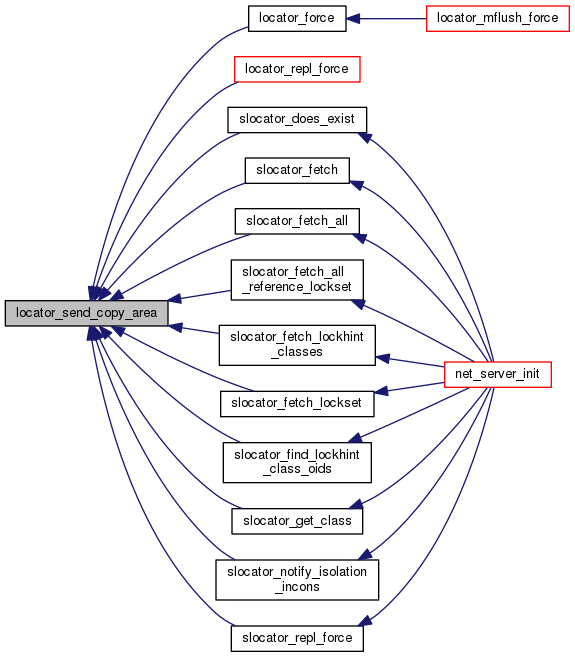 locator_force
locator_mflush_force
locator_repl_force
slocator_does_exist
slocator_fetch
slocator_fetch_all
slocator_fetch_all
_reference_lockset
locator_send_copy_area
slocator_fetch_lockhint
_classes
net_server_init
slocator_fetch_lockset
slocator_find_lockhint
_class_oids
slocator_get_class
slocator_notify_isolation
_incons
slocator_repl_force